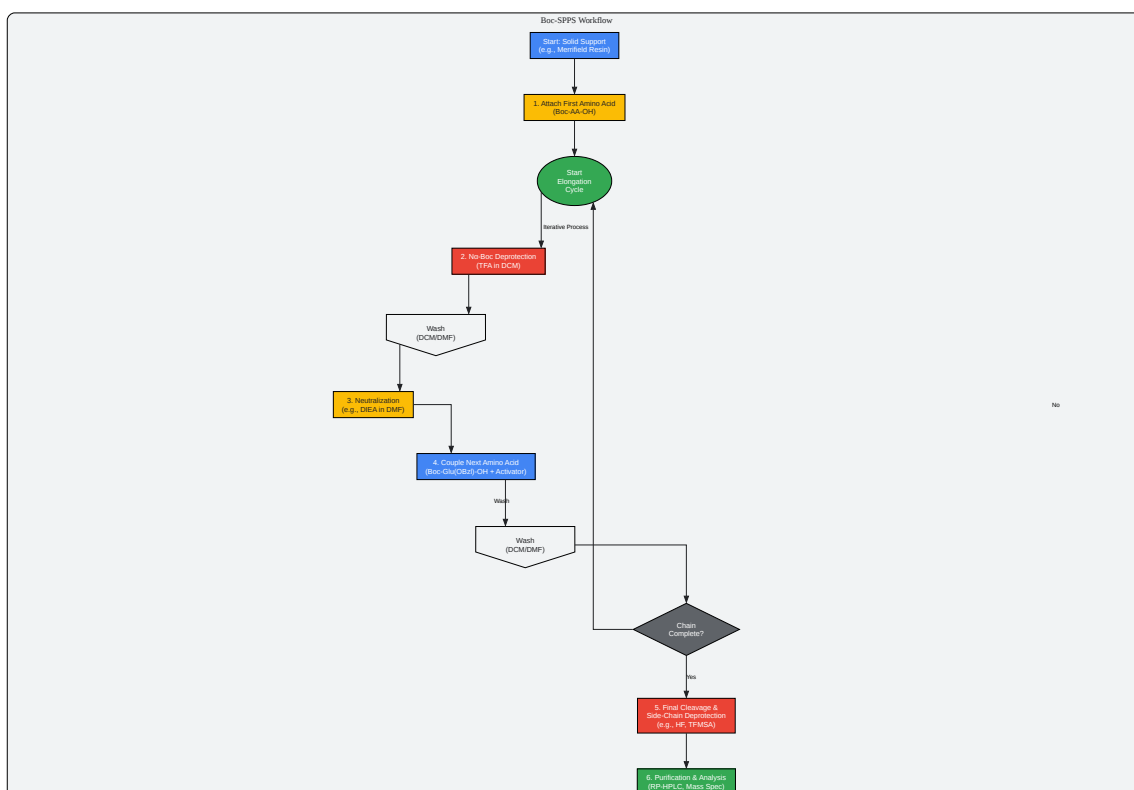 Boc-SPPS Workflow
Start: Solid Support
(e.g., Merrifield Resin)
1. Attach First Amino Acid
(Boc-AA-OH)
Start
Elongation
Cycle
Iterative Process
2. Nα-Boc Deprotection
(TFA in DCM)
Wash
(DCM/DMF)
3. Neutralization
(e.g., DIEA in DMF)
No
4. Couple Next Amino Acid
(Boc-Glu(OBzl)-OH + Activator)
Wash
Wash
(DCM/DMF)
Chain
Complete?
Yes
5. Final Cleavage &
Side-Chain Deprotection
(e.g., HF, TFMSA)
6. Purification & Analysis
(RP-HPLC, Mass Spec)